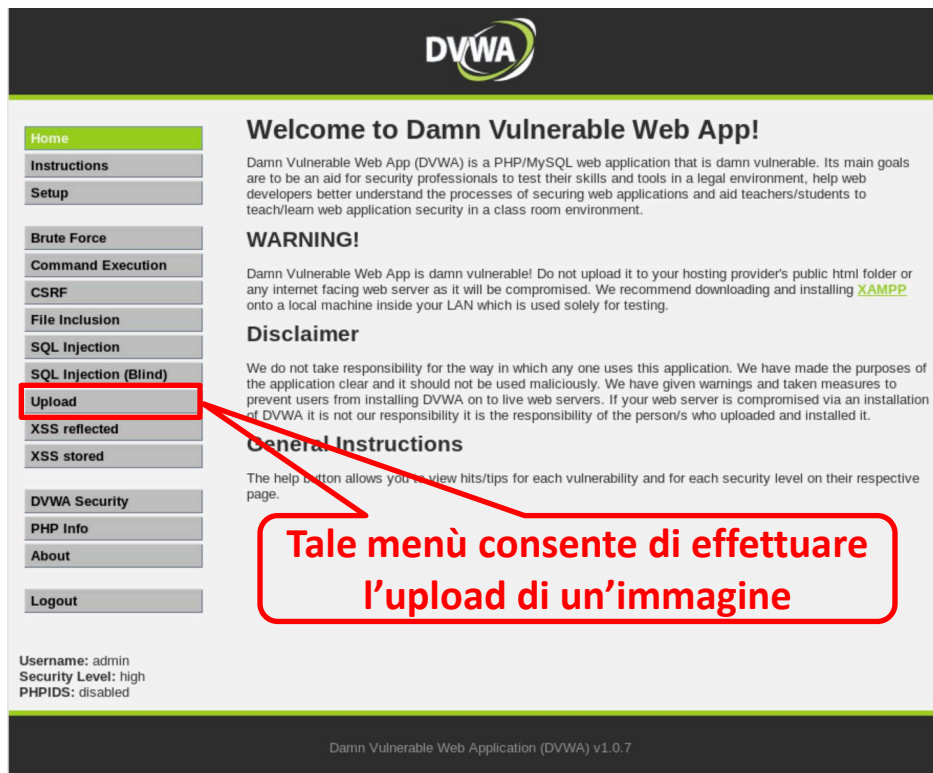 DVWA
Home
Instructions
Setup
Brute Force
Command Execution
CSRF
File Inclusion
SQL Injection
SQL Injection (Blind)
Upload
XSS reflected
XSS stored
DVWA Security
PHP Info
About
Logout
Welcome to Damn Vulnerable Web App!
Damn Vulnerable Web App (DVWA) is a PHP/MySQL web application that is damn vulnerable. Its main goals
are to be an aid for security professionals to test their skills and tools in a legal environment, help web
developers better understand the processes of securing web applications and aid teachers/students to
teach/learn web application security in a class room environment.
WARNING!
Damn Vulnerable Web App is damn vulnerable! Do not upload it to your hosting provider's public html folder or
any internet facing web server as it will be compromised. We recommend downloading and installing XAMPP
onto a local machine inside your LAN which is used solely for testing.
Disclaimer
We do not take responsibility for the way in which any one uses this application. We have made the purposes of
the application clear and it should not be used maliciously. We have given warnings and taken measures to
prevent users from installing DVWA on to live web servers. If your web server is compromised via an installation
of DVWA it is not our responsibility it is the responsibility of the person/s who uploaded and installed it.
General Instructions
The help button allows you to view hits/tips for each vulnerability and for each security level on their respective
page.
Tale menù consente di effettuare
l'upload di un'immagine
Username: admin
Security Level: high
PHPIDS: disabled
Damn Vulnerable Web Application (DVWA) v1.0.7